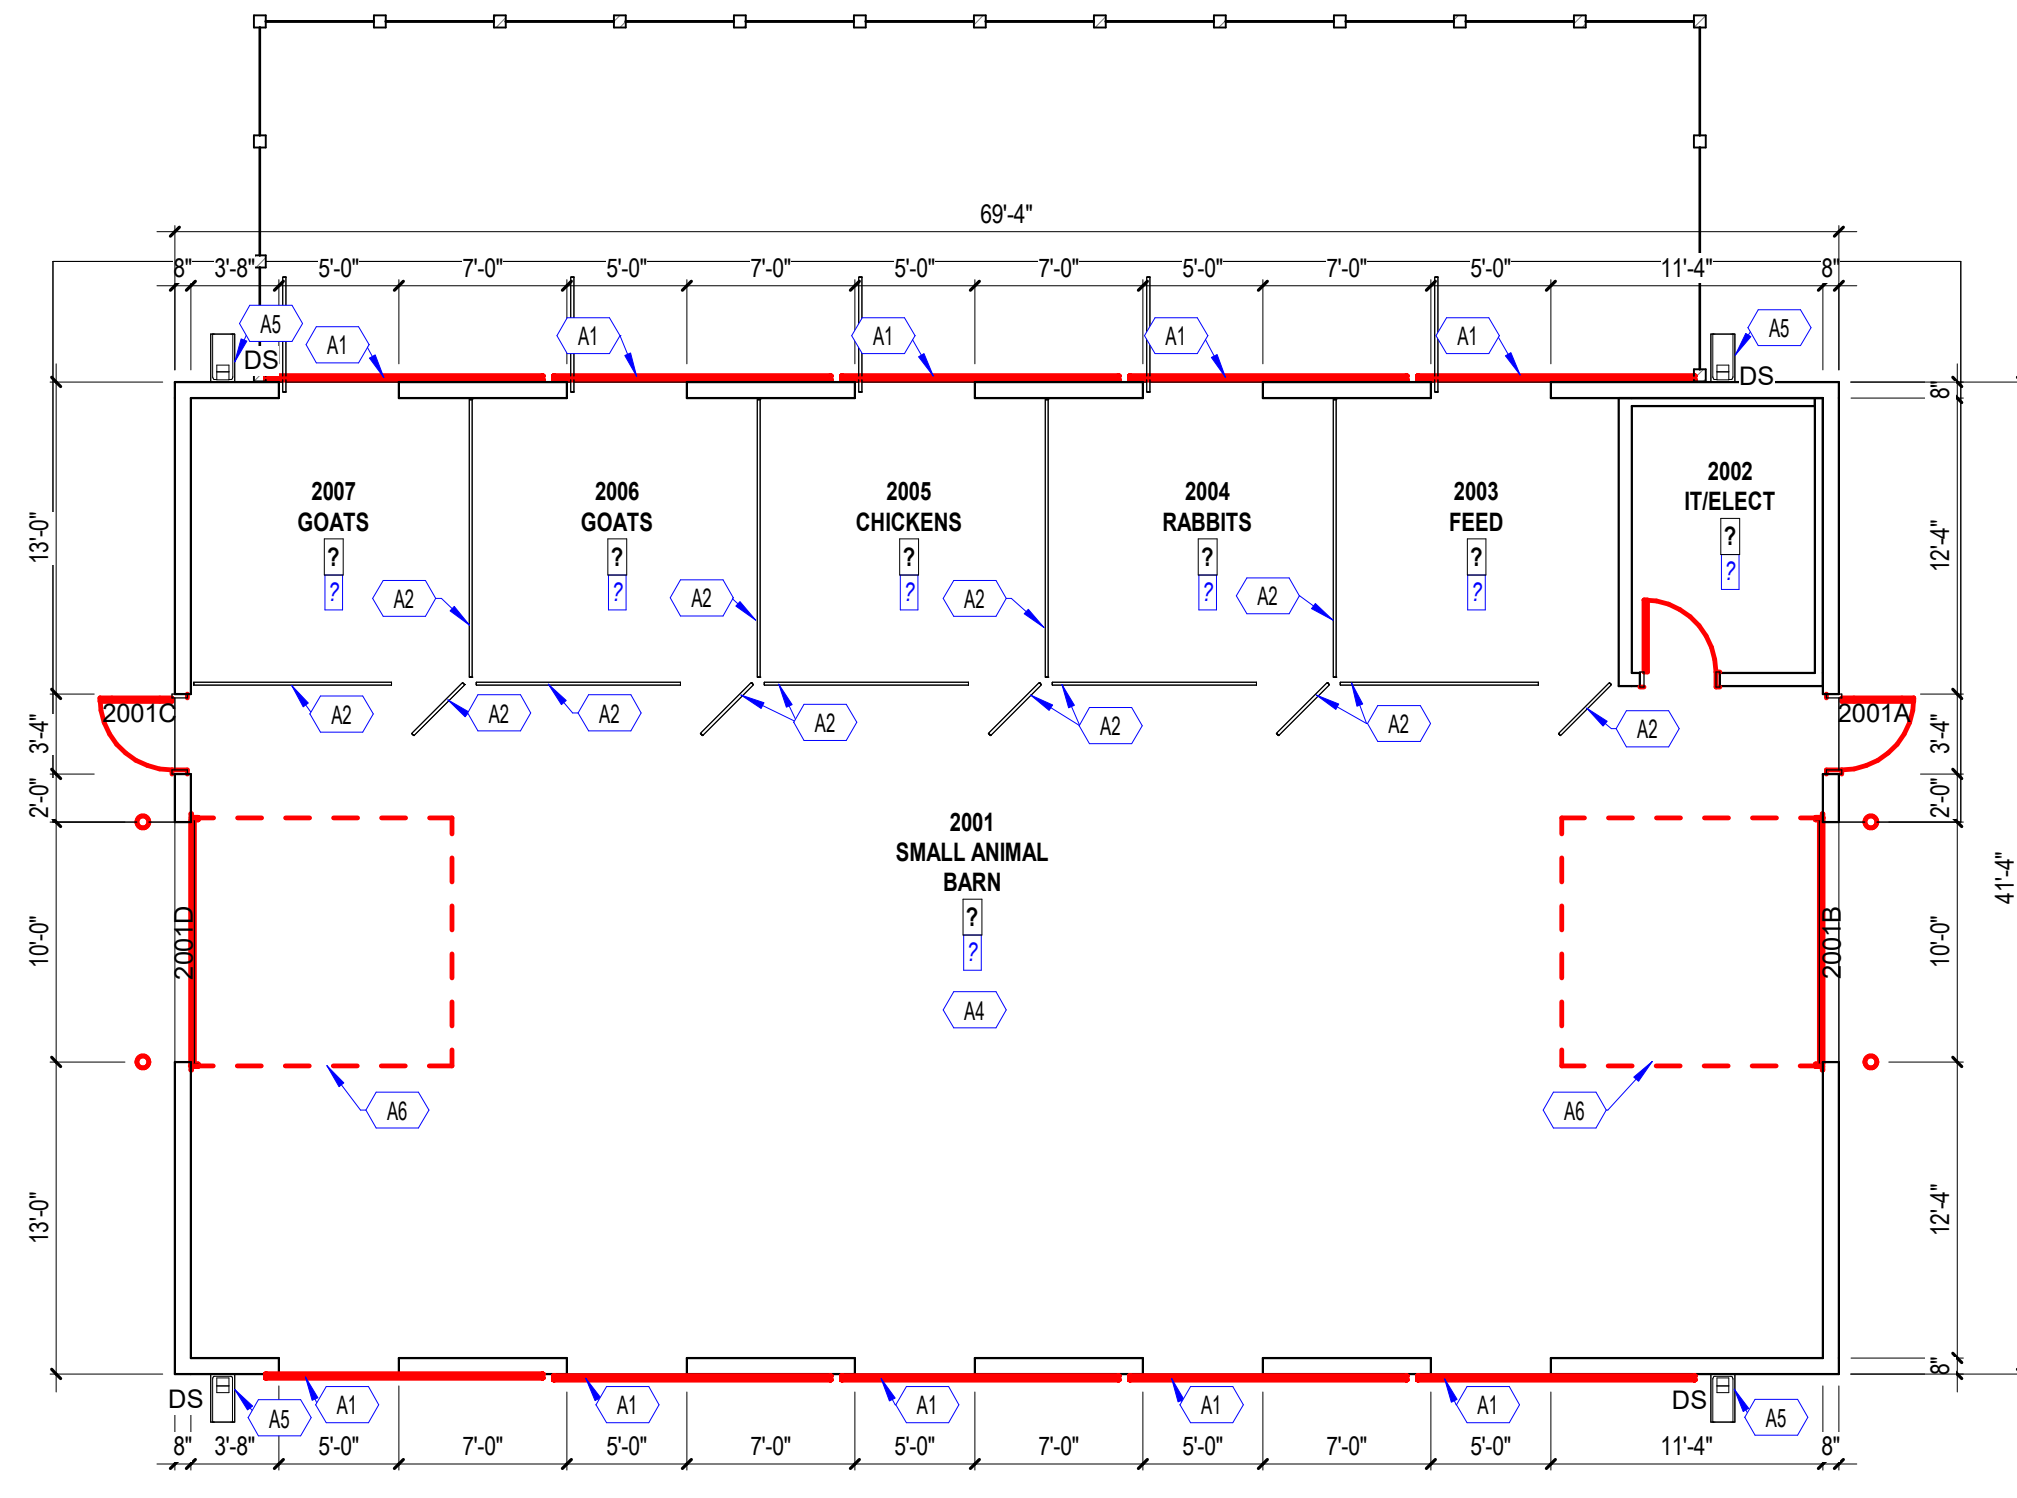 69'-4"
8" 3'-8" 5'-0" 7'-0" 5'-0" 7'-0" 5'-0" 7'-0" 5'-0" 7'-0" 5'-0" 11'-4" 8"
A5 A1 A1 A1 A1 A1 A5
DS DS
8"
2007 2006 2005 2004 2003 2002
GOATS GOATS CHICKENS RABBITS FEED IT/ELECT
? ? ? ? ? ?
? ? ? ? ? ?
13'-0" 12'-4"
A2 A2 A2 A2
A2 A2 A2 A2 A2 A2 A2
2001C 2001A
3'-4" 3'-4"
2'-0" 2'-0"
2001
SMALL ANIMAL
BARN
?
?
A4
41'-4"
10'-0" 2001D 2001B 10'-0"
A6 A6
13'-0" 12'-4"
8"
DS A5 A1 A1 A1 A1 A1 DS A5
8" 3'-8" 5'-0" 7'-0" 5'-0" 7'-0" 5'-0" 7'-0" 5'-0" 7'-0" 5'-0" 11'-4" 8"